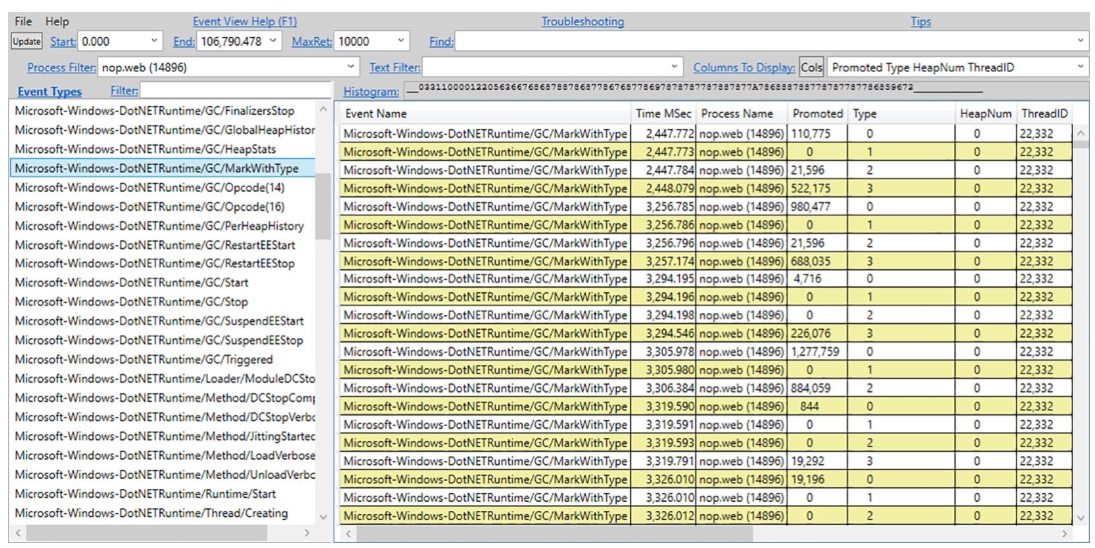 File Help Event View Help (F1) Troubleshooting Tips
Update Start: 0.000 End: 106,790.478 MaxRet: 10000 Find:
Process Filter: nop.web (14896) Text Filter: Columns To Display: Cols Promoted Type HeapNum ThreadID
Event Types Filter: Histogram:
Microsoft-Windows-DotNETRuntime/GC/FinalizersStop
Microsoft-Windows-DotNETRuntime/GC/GlobalHeapHistor
Microsoft-Windows-DotNETRuntime/GC/HeapStats
Microsoft-Windows-DotNETRuntime/GC/MarkWithType
Microsoft-Windows-DotNETRuntime/GC/Opcode(14)
Microsoft-Windows-DotNETRuntime/GC/Opcode(16)
Microsoft-Windows-DotNETRuntime/GC/PerHeapHistory
Microsoft-Windows-DotNETRuntime/GC/RestartEEStart
Microsoft-Windows-DotNETRuntime/GC/RestartEEStop
Microsoft-Windows-DotNETRuntime/GC/Start
Microsoft-Windows-DotNETRuntime/GC/Stop
Microsoft-Windows-DotNETRuntime/GC/SuspendEEStart
Microsoft-Windows-DotNETRuntime/GC/SuspendEEStop
Microsoft-Windows-DotNETRuntime/GC/Triggered
Microsoft-Windows-DotNETRuntime/Loader/ModuleDCSto
Microsoft-Windows-DotNETRuntime/Method/DCStopComp
Microsoft-Windows-DotNETRuntime/Method/DCStopVerbo
Microsoft-Windows-DotNETRuntime/Method/JittingStarted
Microsoft-Windows-DotNETRuntime/Method/LoadVerbose
Microsoft-Windows-DotNETRuntime/Method/UnloadVerbo
Microsoft-Windows-DotNETRuntime/Runtime/Start
Microsoft-Windows-DotNETRuntime/Thread/Creating
Event Name Time MSec Process Name Promoted Type HeapNum ThreadID
Microsoft-Windows-DotNETRuntime/GC/MarkWithType 2,447.772 nop.web (14896) 110,775 0 0 22,332
Microsoft-Windows-DotNETRuntime/GC/MarkWithType 2,447.773 nop.web (14896) 0 1 0 22,332
Microsoft-Windows-DotNETRuntime/GC/MarkWithType 2,447.784 nop.web (14896) 21,596 2 0 22,332
Microsoft-Windows-DotNETRuntime/GC/MarkWithType 2,448.079 nop.web (14896) 522,175 3 0 22,332
Microsoft-Windows-DotNETRuntime/GC/MarkWithType 3,256.785 nop.web (14896) 980,477 0 0 22,332
Microsoft-Windows-DotNETRuntime/GC/MarkWithType 3,256.786 nop.web (14896) 0 1 0 22,332
Microsoft-Windows-DotNETRuntime/GC/MarkWithType 3,256.796 nop.web (14896) 21,596 2 0 22,332
Microsoft-Windows-DotNETRuntime/GC/MarkWithType 3,257.174 nop.web (14896) 688,035 3 0 22,332
Microsoft-Windows-DotNETRuntime/GC/MarkWithType 3,294.195 nop.web (14896) 4,716 0 0 22,332
Microsoft-Windows-DotNETRuntime/GC/MarkWithType 3,294.196 nop.web (14896) 0 1 0 22,332
Microsoft-Windows-DotNETRuntime/GC/MarkWithType 3,294.198 nop.web (14896) 0 2 0 22,332
Microsoft-Windows-DotNETRuntime/GC/MarkWithType 3,294.546 nop.web (14896) 226,076 3 0 22,332
Microsoft-Windows-DotNETRuntime/GC/MarkWithType 3,305.978 nop.web (14896) 1,277,759 0 0 22,332
Microsoft-Windows-DotNETRuntime/GC/MarkWithType 3,305.980 nop.web (14896) 0 1 0 22,332
Microsoft-Windows-DotNETRuntime/GC/MarkWithType 3,306.384 nop.web (14896) 884,059 2 0 22,332
Microsoft-Windows-DotNETRuntime/GC/MarkWithType 3,319.590 nop.web (14896) 844 0 0 22,332
Microsoft-Windows-DotNETRuntime/GC/MarkWithType 3,319.591 nop.web (14896) 0 1 0 22,332
Microsoft-Windows-DotNETRuntime/GC/MarkWithType 3,319.593 nop.web (14896) 0 2 0 22,332
Microsoft-Windows-DotNETRuntime/GC/MarkWithType 3,319.791 nop.web (14896) 19,292 3 0 22,332
Microsoft-Windows-DotNETRuntime/GC/MarkWithType 3,326.010 nop.web (14896) 19,196 0 0 22,332
Microsoft-Windows-DotNETRuntime/GC/MarkWithType 3,326.010 nop.web (14896) 0 1 0 22,332
Microsoft-Windows-DotNETRuntime/GC/MarkWithType 3,326.012 nop.web (14896) 0 2 0 22,332